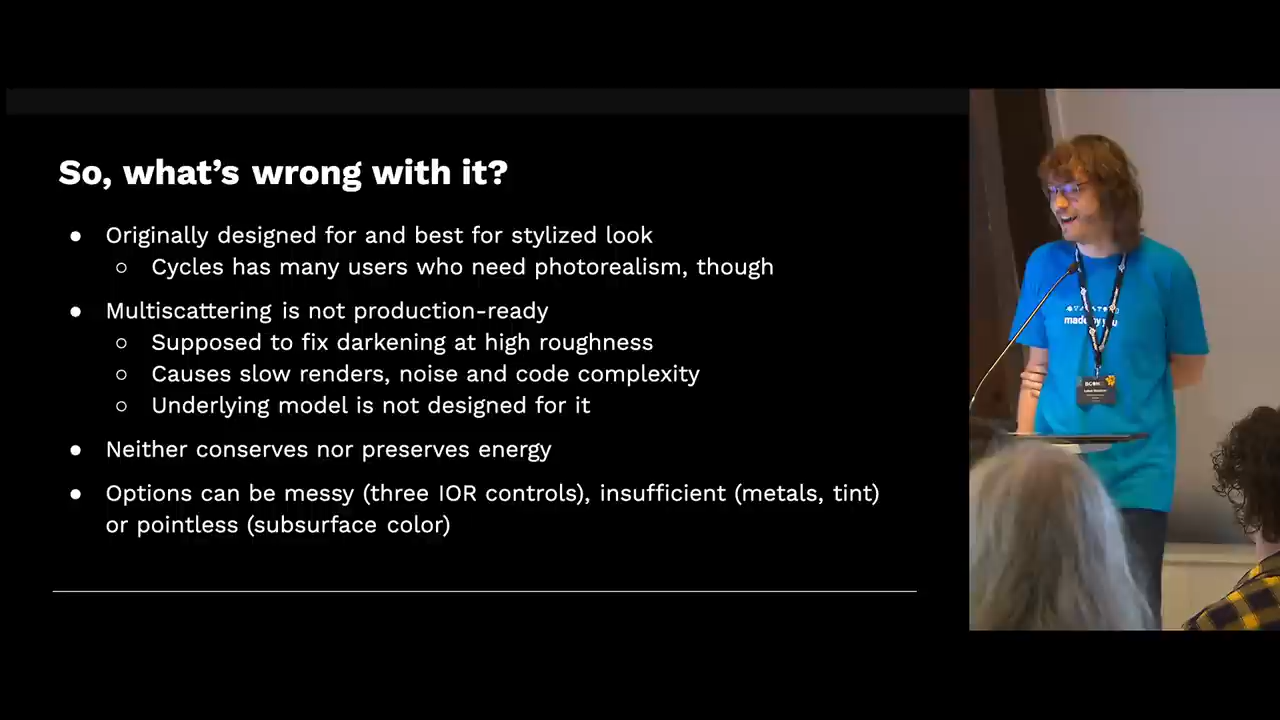 So, what's wrong with it?
● Originally designed for and best for stylized look
○ Cycles has many users who need photorealism, though
● Multiscattering is not production-ready
○ Supposed to fix darkening at high roughness
○ Causes slow renders, noise and code complexity
○ Underlying model is not designed for it
● Neither conserves nor preserves energy
● Options can be messy (three IOR controls), insufficient (metals, tint)
or pointless (subsurface color)
made by you